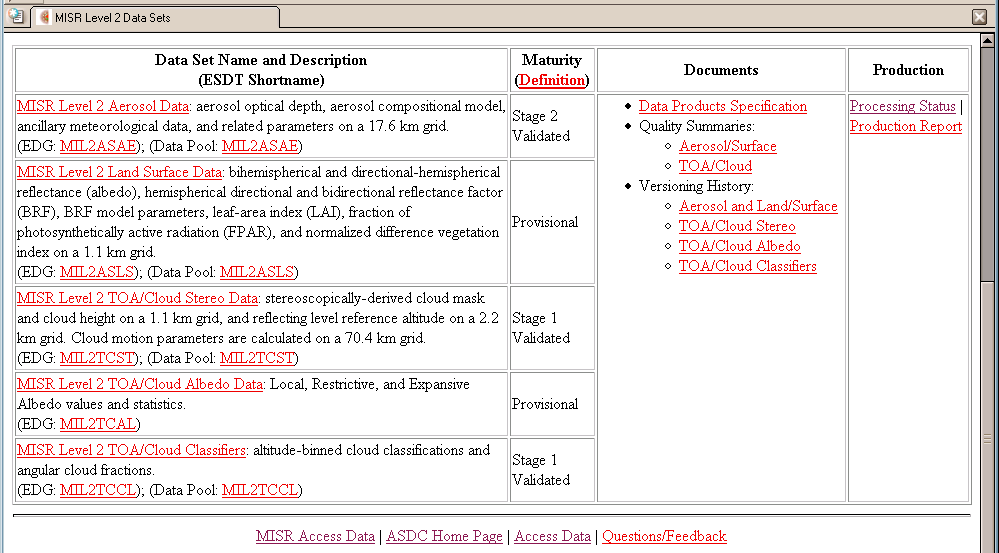 MISR Level 2 Data Sets
Data Set Name and Description
(ESDT Shortname)
Maturity
(Definition)
Documents
Production
MISR Level 2 Aerosol Data: aerosol optical depth, aerosol compositional model,
ancillary meteorological data, and related parameters on a 17.6 km grid.
(EDG: MIL2ASAE); (Data Pool: MIL2ASAE)
Stage 2
Validated
MISR Level 2 Land Surface Data: bihemispherical and directional-hemispherical
reflectance (albedo), hemispherical directional and bidirectional reflectance factor
(BRF), BRF model parameters, leaf-area index (LAI), fraction of
photosynthetically active radiation (FPAR), and normalized difference vegetation
index on a 1.1 km grid.
(EDG: MIL2ASLS); (Data Pool: MIL2ASLS)
Provisional
MISR Level 2 TOA/Cloud Stereo Data: stereoscopically-derived cloud mask
and cloud height on a 1.1 km grid, and reflecting level reference altitude on a 2.2
km grid. Cloud motion parameters are calculated on a 70.4 km grid.
(EDG: MIL2TCST); (Data Pool: MIL2TCST)
Stage 1
Validated
MISR Level 2 TOA/Cloud Albedo Data: Local, Restrictive, and Expansive
Albedo values and statistics.
(EDG: MIL2TCAL)
Provisional
MISR Level 2 TOA/Cloud Classifiers: altitude-binned cloud classifications and
angular cloud fractions.
(EDG: MIL2TCCL); (Data Pool: MIL2TCCL)
Stage 1
Validated
Data Products Specification
Quality Summaries:
Aerosol/Surface
TOA/Cloud
Versioning History:
Aerosol and Land/Surface
TOA/Cloud Stereo
TOA/Cloud Albedo
TOA/Cloud Classifiers
Processing Status |
Production Report
MISR Access Data | ASDC Home Page | Access Data | Questions/Feedback